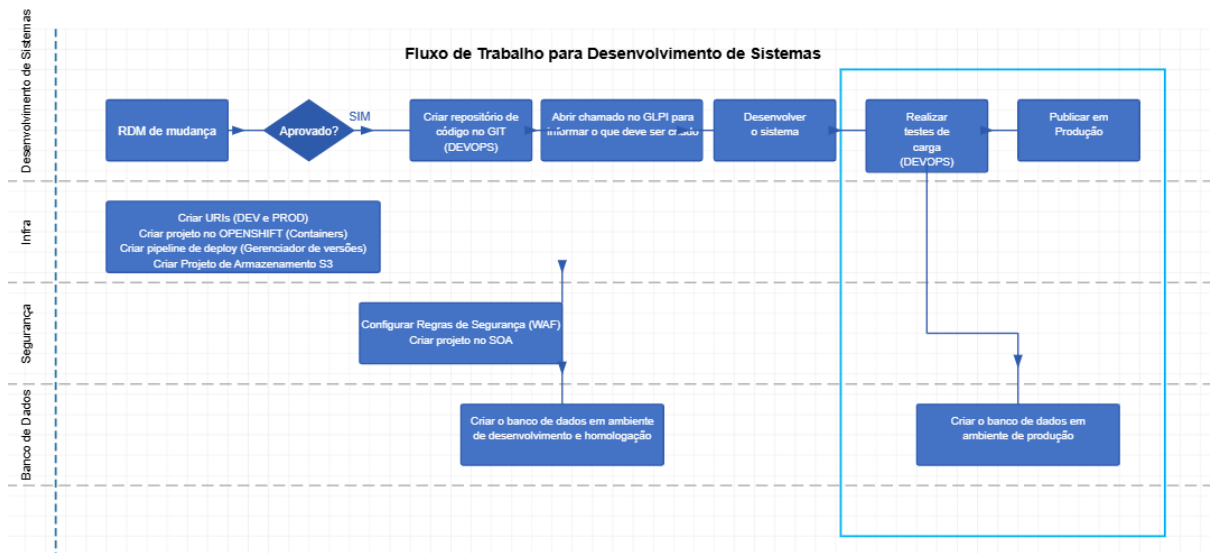 Fluxo de Trabalho para Desenvolvimento de Sistemas
Desenvolvimento de Sistemas
RDM de mudança
Aprovado?
SIM
Criar repositório de
código no GIT
(DEVOPS)
Abrir chamado no GLPI para
informar o que deve ser criado
Desenvolver
o sistema
Realizar
testes de
carga
(DEVOPS)
Publicar em
Produção
Infra
Criar URIs (DEV e PROD)
Criar projeto no OPENSHIFT (Containers)
Criar pipeline de deploy (Gerenciador de versões)
Criar Projeto de Armazenamento S3
Segurança
Configurar Regras de Segurança (WAF)
Criar projeto no SOA
Banco de Dados
Criar o banco de dados em ambiente
de desenvolvimento e homologação
Criar o banco de dados em
ambiente de produção